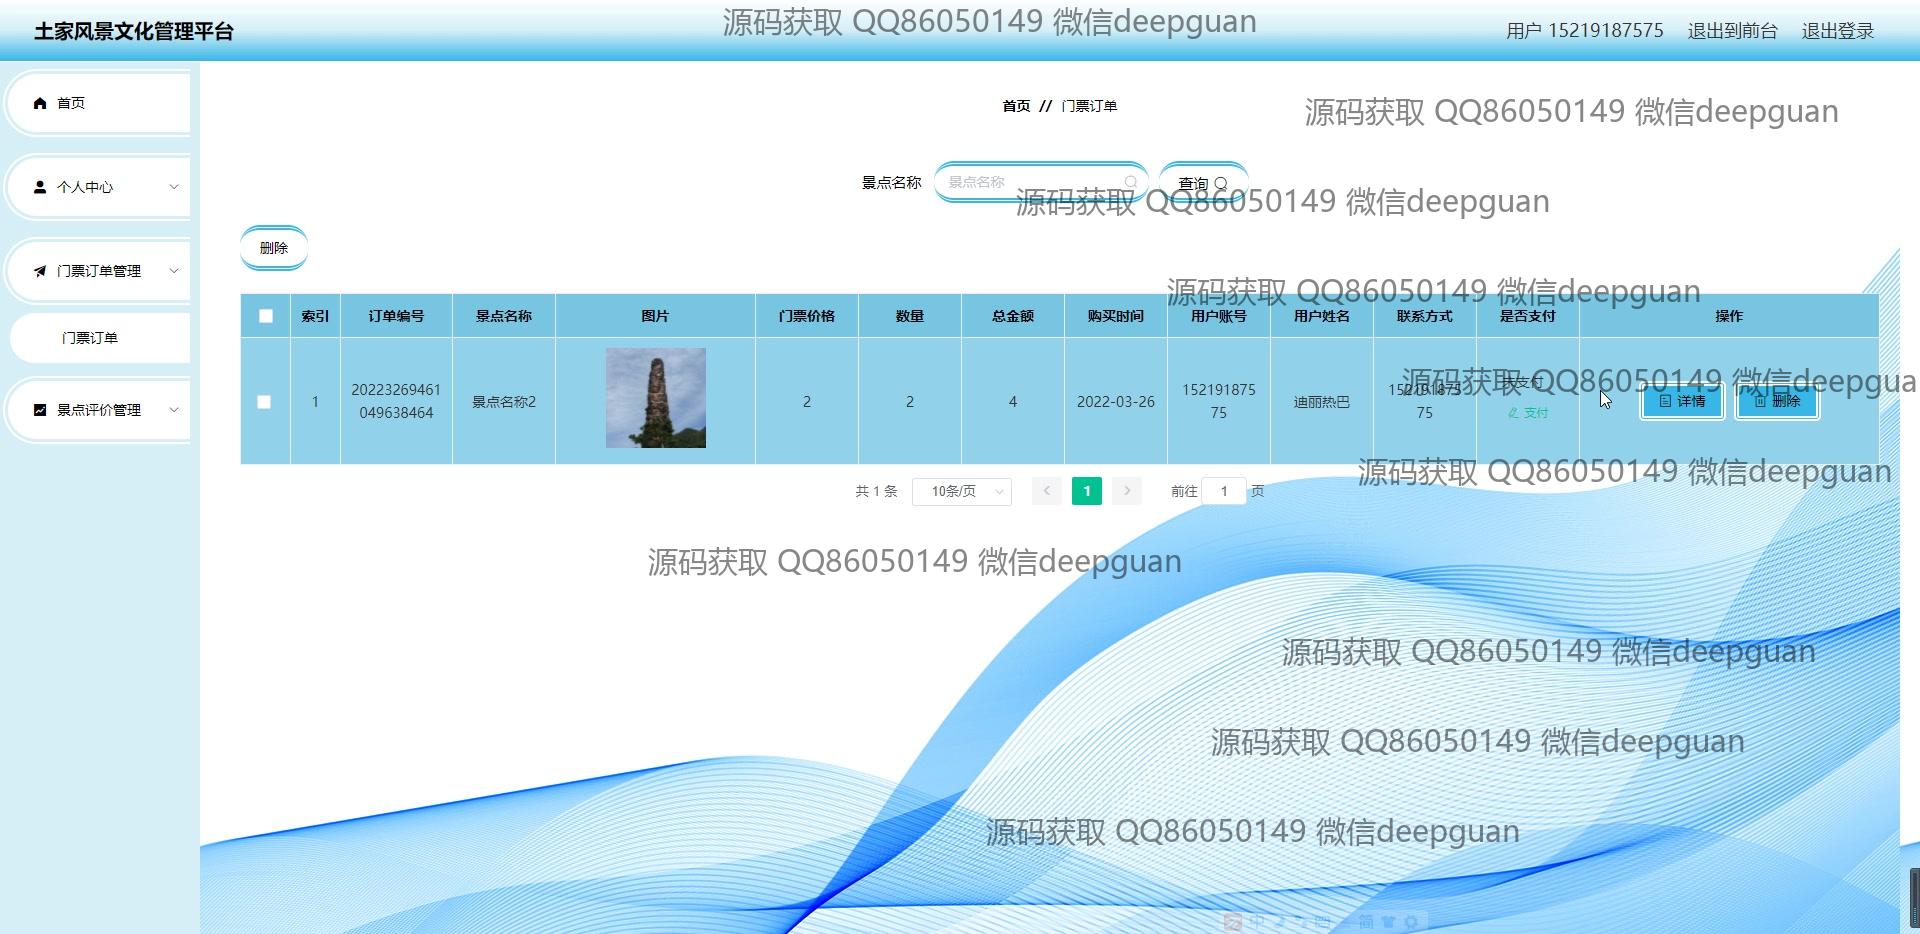 土家风景文化管理平台
源码获取 QQ86050149 微信deepguan
用户 15219187575 退出到前台 退出登录
首页
首页 // 门票订单
源码获取 QQ86050149 微信deepguan
个人中心
景点名称 景点名称 查询
源码获取 QQ86050149 微信deepguan
删除
门票订单管理
源码获取 QQ86050149 微信deepguan
索引 订单编号 景点名称 图片 门票价格 数量 总金额 购买时间 用户账号 用户姓名 联系方式 是否支付 操作
门票订单
源码获取 QQ86050149 微信deepgua
1 20223269461 景点名称2 2 2 4 2022-03-26 152191875 迪丽热巴 152191875 未支付 详情 删除
049638464 75 75 支付
景点评价管理
源码获取 QQ86050149 微信deepguan
共 1 条 10条/页 1 前往 1 页
源码获取 QQ86050149 微信deepguan
源码获取 QQ86050149 微信deepguan
源码获取 QQ86050149 微信deepguan
源码获取 QQ86050149 微信deepguan
中 简